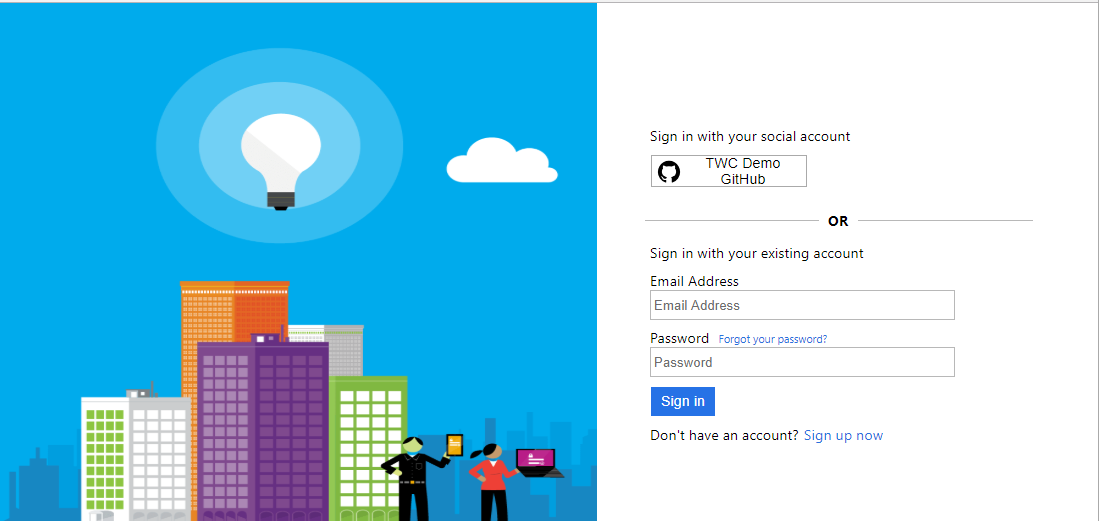 Sign in with your social account
TWC Demo
GitHub
OR
Sign in with your existing account
Email Address
Email Address
Password Forgot your password?
Password
Sign in
Don't have an account? Sign up now